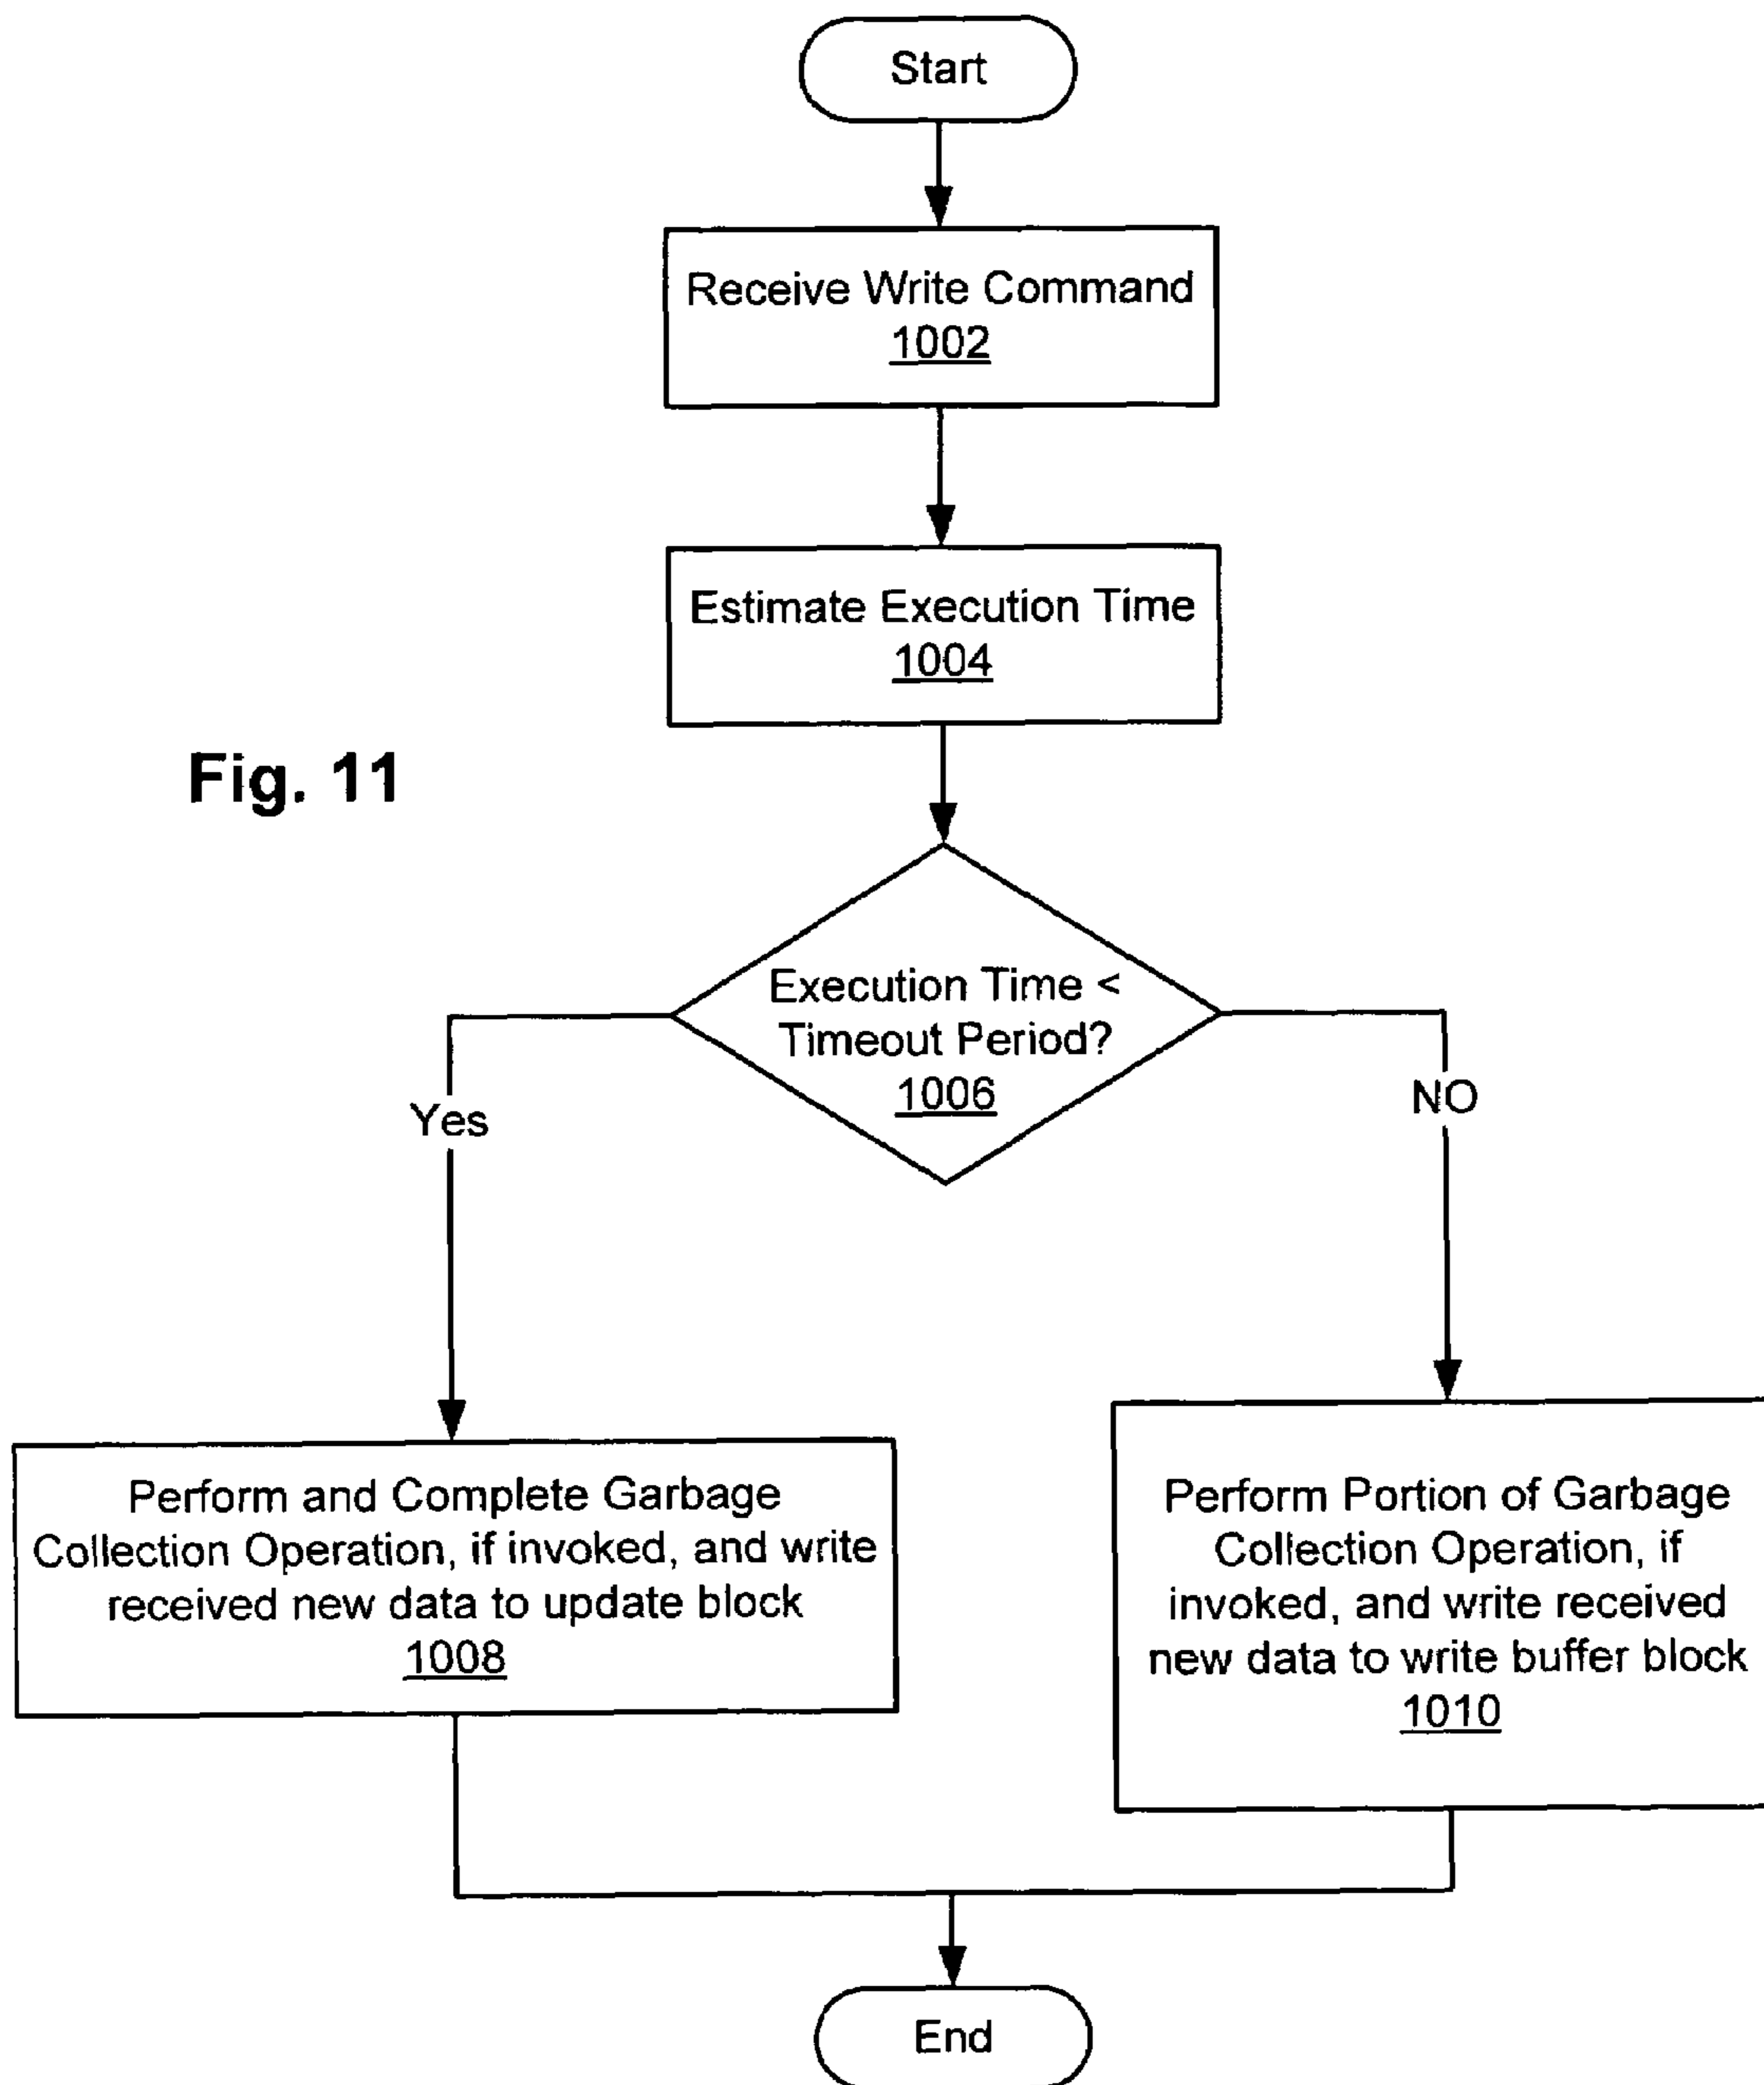 Start
Receive Write Command
1002
Estimate Execution Time
1004
Fig. 11
Execution Time <
Timeout Period?
1006
Yes
NO
Perform and Complete Garbage
Collection Operation, if invoked, and write
received new data to update block
1008
Perform Portion of Garbage
Collection Operation, if
invoked, and write received
new data to write buffer block
1010
End